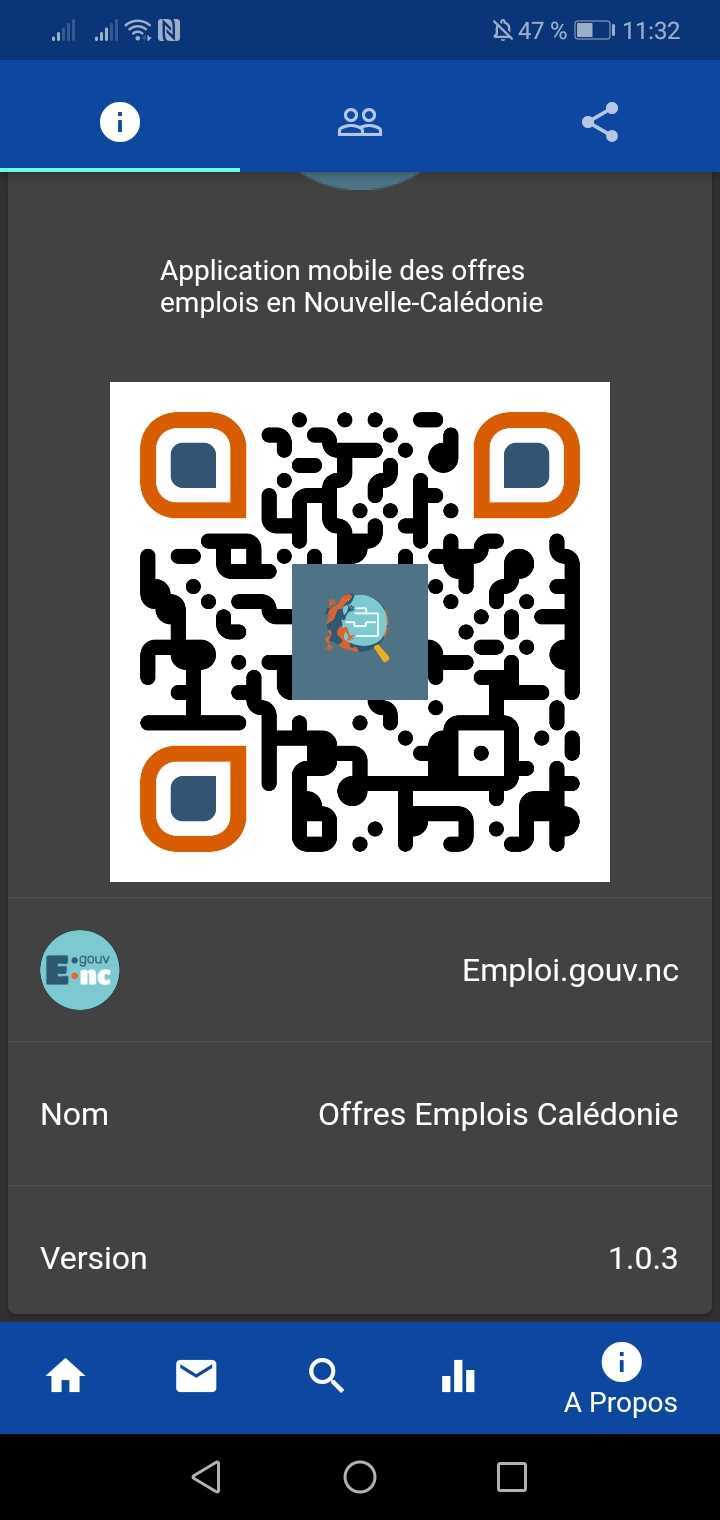 47 % 11:32
Application mobile des offres
emplois en Nouvelle-Calédonie
E gouv
nc
Emploi.gouv.nc
Nom Offres Emplois Calédonie
Version 1.0.3
A Propos